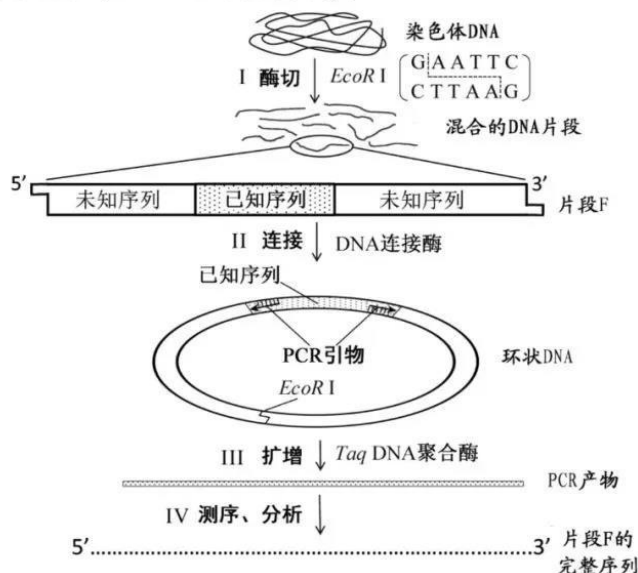 染色体DNA
I 酶切 EcoR I
GAATTC
CTTAAG
混合的DNA片段
5′ 3′
未知序列 已知序列 未知序列 片段F
II 连接 DNA连接酶
已知序列
PCR引物 环状DNA
EcoR I
III 扩增 Taq DNA聚合酶
PCR产物
IV 测序、分析
5′ 3′ 片段F的
完整序列